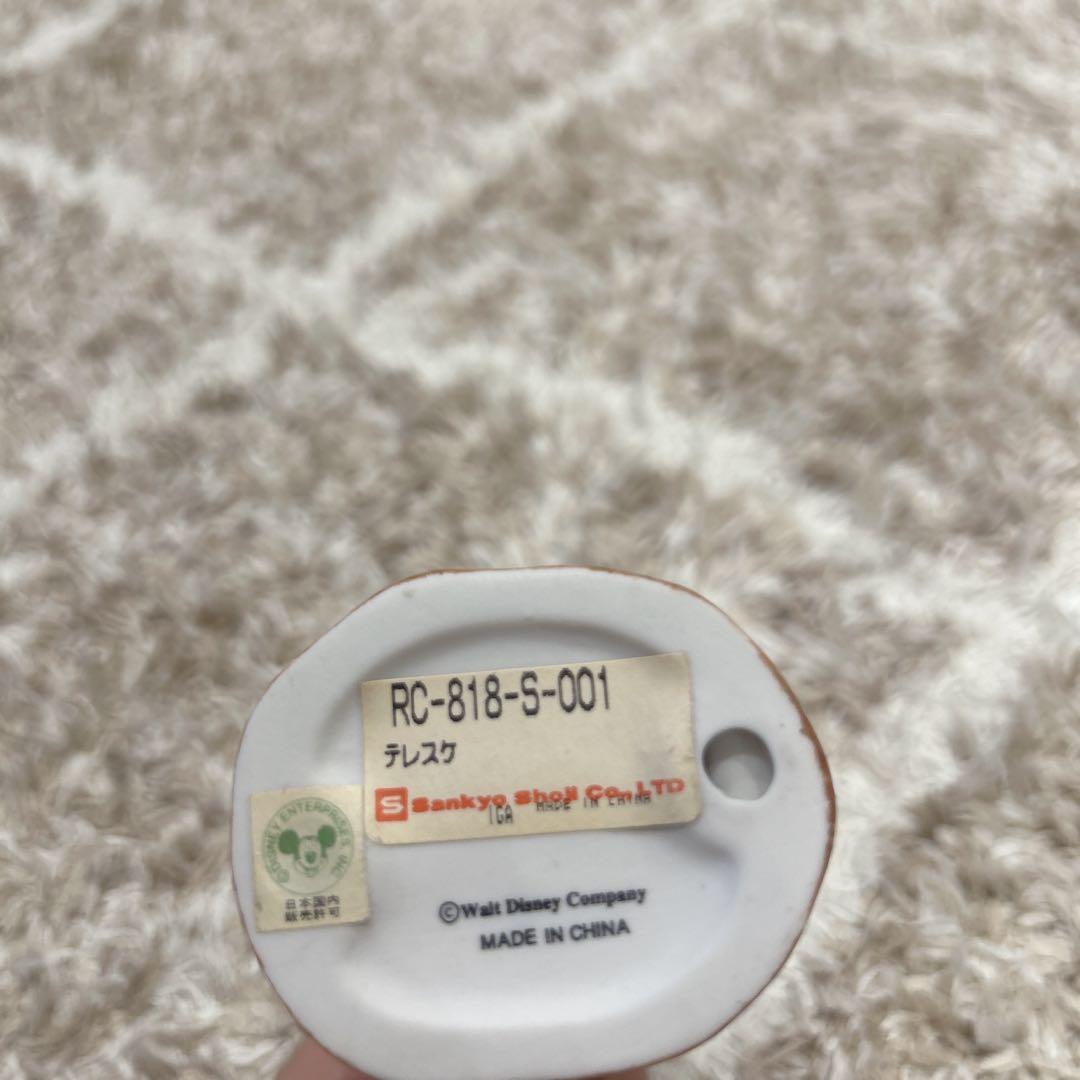 RC-818-S-001
テレスケ
S Sankyo Shoji Co., LTD
IGA MADE IN CHINA
©DISNEY ENTERPRISES, INC.
日本国内
販売許可
©Walt Disney Company
MADE IN CHINA